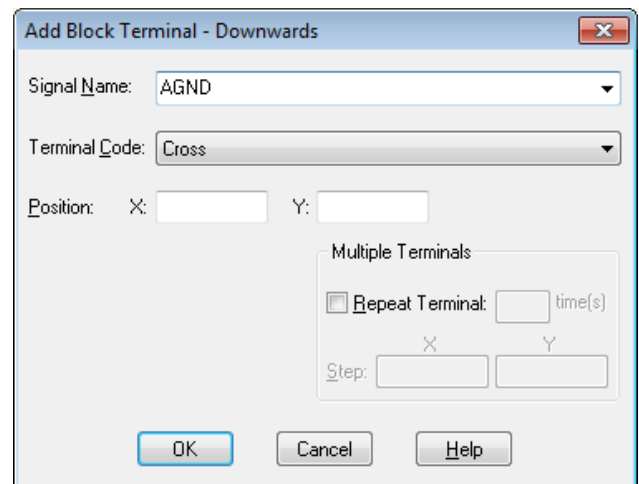 Add Block Terminal - Downwards
Signal Name: AGND
Terminal Code: Cross
Position: X: Y:
Multiple Terminals
Repeat Terminal: time(s)
X Y
Step:
OK Cancel Help